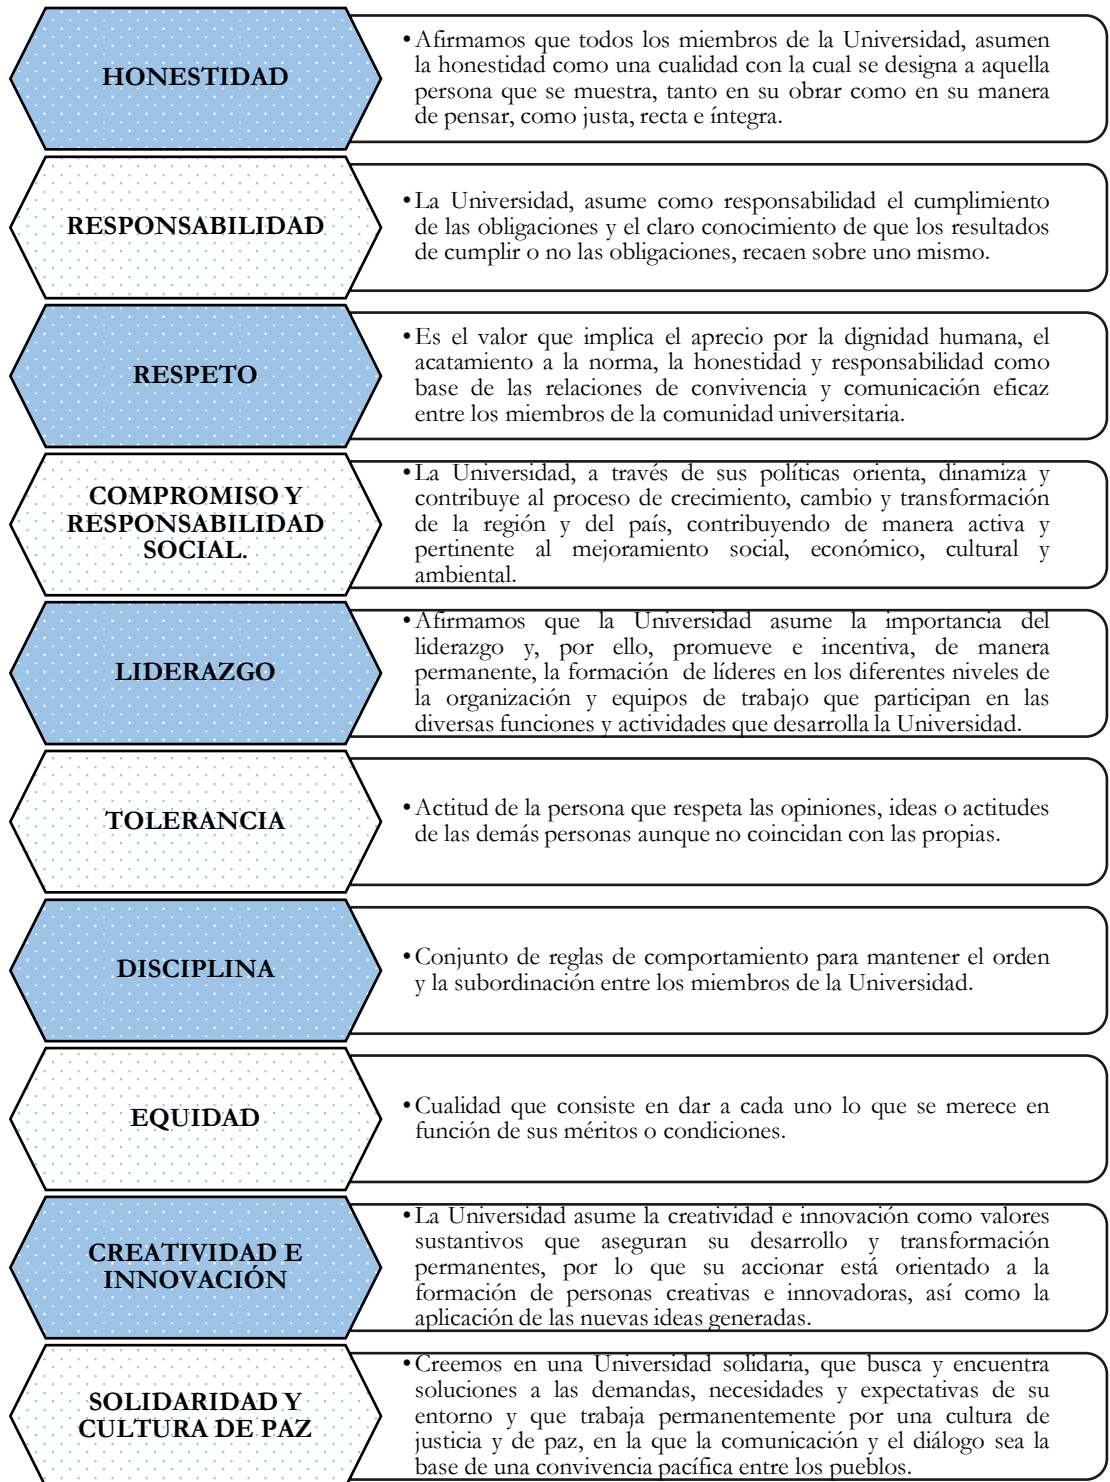 HONESTIDAD
• Afirmamos que todos los miembros de la Universidad, asumen
la honestidad como una cualidad con la cual se designa a aquella
persona que se muestra, tanto en su obrar como en su manera
de pensar, como justa, recta e íntegra.
RESPONSABILIDAD
• La Universidad, asume como responsabilidad el cumplimiento
de las obligaciones y el claro conocimiento de que los resultados
de cumplir o no las obligaciones, recaen sobre uno mismo.
RESPETO
• Es el valor que implica el aprecio por la dignidad humana, el
acatamiento a la norma, la honestidad y responsabilidad como
base de las relaciones de convivencia y comunicación eficaz
entre los miembros de la comunidad universitaria.
COMPROMISO Y
RESPONSABILIDAD
SOCIAL.
• La Universidad, a través de sus políticas orienta, dinamiza y
contribuye al proceso de crecimiento, cambio y transformación
de la región y del país, contribuyendo de manera activa y
pertinente al mejoramiento social, económico, cultural y
ambiental.
LIDERAZGO
• Afirmamos que la Universidad asume la importancia del
liderazgo y, por ello, promueve e incentiva, de manera
permanente, la formación de líderes en los diferentes niveles de
la organización y equipos de trabajo que participan en las
diversas funciones y actividades que desarrolla la Universidad.
TOLERANCIA
• Actitud de la persona que respeta las opiniones, ideas o actitudes
de las demás personas aunque no coincidan con las propias.
DISCIPLINA
• Conjunto de reglas de comportamiento para mantener el orden
y la subordinación entre los miembros de la Universidad.
EQUIDAD
• Cualidad que consiste en dar a cada uno lo que se merece en
función de sus méritos o condiciones.
CREATIVIDAD E
INNOVACIÓN
• La Universidad asume la creatividad e innovación como valores
sustantivos que aseguran su desarrollo y transformación
permanentes, por lo que su accionar está orientado a la
formación de personas creativas e innovadoras, así como la
aplicación de las nuevas ideas generadas.
SOLIDARIDAD Y
CULTURA DE PAZ
• Creemos en una Universidad solidaria, que busca y encuentra
soluciones a las demandas, necesidades y expectativas de su
entorno y que trabaja permanentemente por una cultura de
justicia y de paz, en la que la comunicación y el diálogo sea la
base de una convivencia pacífica entre los pueblos.